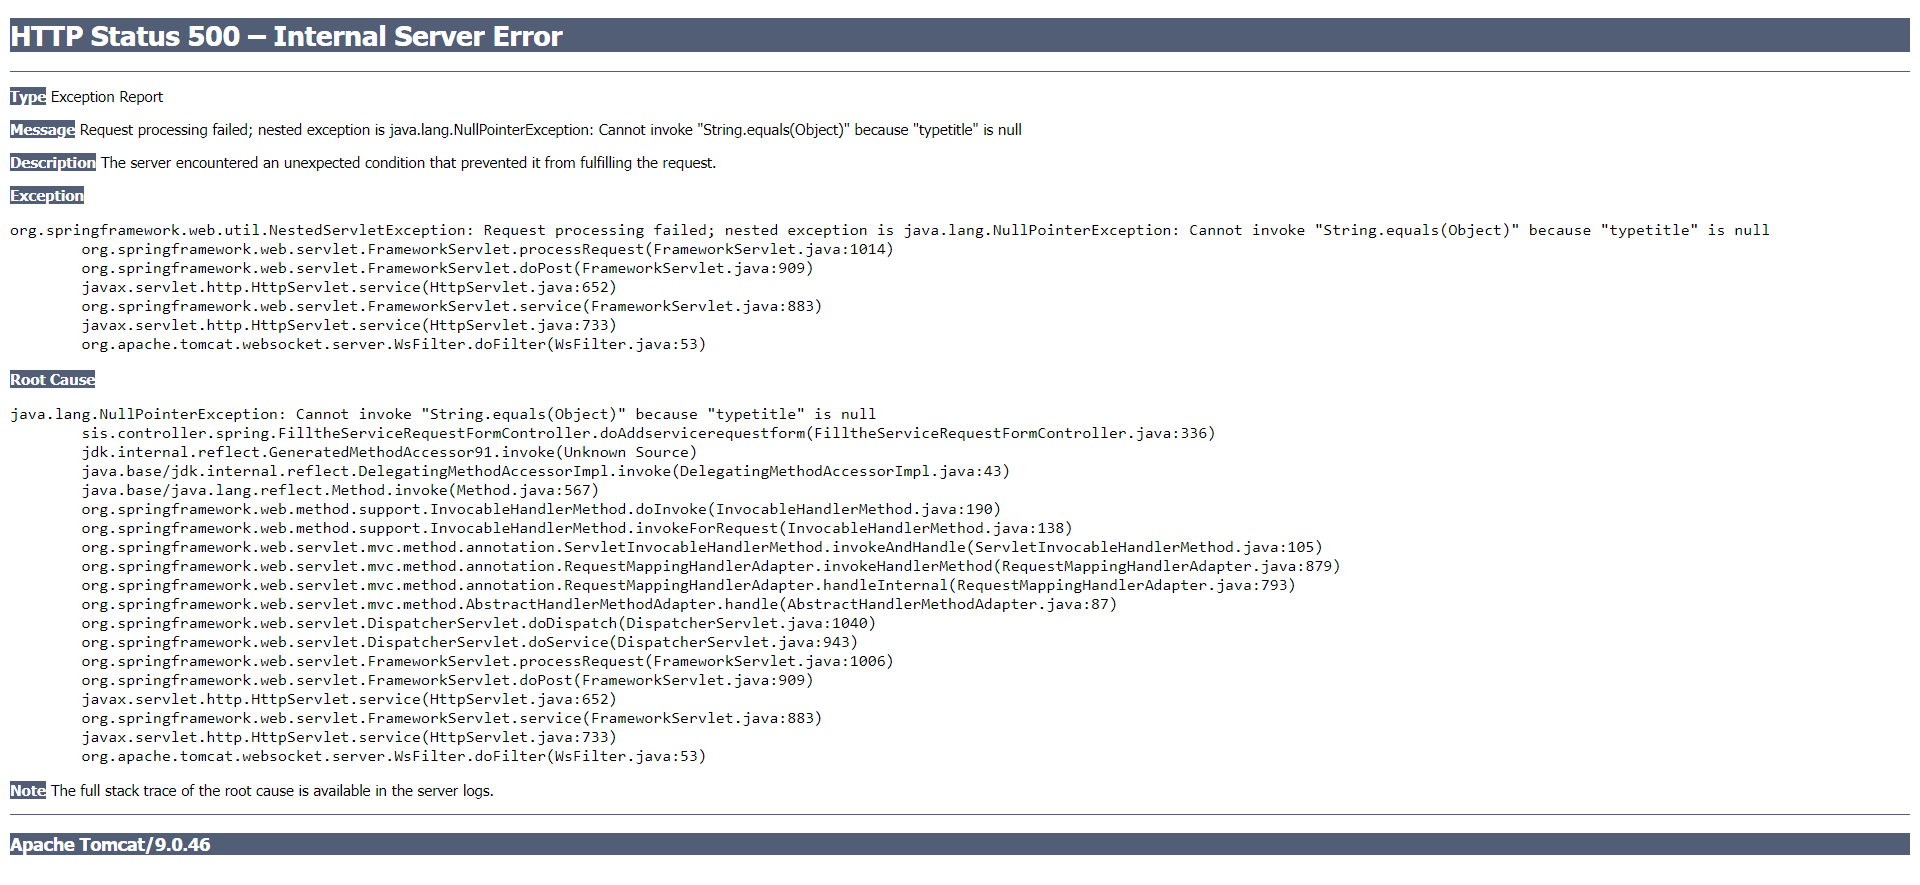 HTTP Status 500 – Internal Server Error
Type Exception Report
Message Request processing failed; nested exception is java.lang.NullPointerException: Cannot invoke "String.equals(Object)" because "typetitle" is null
Description The server encountered an unexpected condition that prevented it from fulfilling the request.
Exception
org.springframework.web.util.NestedServletException: Request processing failed; nested exception is java.lang.NullPointerException: Cannot invoke "String.equals(Object)" because "typetitle" is null
org.springframework.web.servlet.FrameworkServlet.processRequest(FrameworkServlet.java:1014)
org.springframework.web.servlet.FrameworkServlet.doPost(FrameworkServlet.java:909)
javax.servlet.http.HttpServlet.service(HttpServlet.java:652)
org.springframework.web.servlet.FrameworkServlet.service(FrameworkServlet.java:883)
javax.servlet.http.HttpServlet.service(HttpServlet.java:733)
org.apache.tomcat.websocket.server.WsFilter.doFilter(WsFilter.java:53)
Root Cause
java.lang.NullPointerException: Cannot invoke "String.equals(Object)" because "typetitle" is null
sis.controller.spring.FilltheServiceRequestFormController.doAddservicerequestform(FilltheServiceRequestFormController.java:336)
jdk.internal.reflect.GeneratedMethodAccessor91.invoke(Unknown Source)
java.base/jdk.internal.reflect.DelegatingMethodAccessorImpl.invoke(DelegatingMethodAccessorImpl.java:43)
java.base/java.lang.reflect.Method.invoke(Method.java:567)
org.springframework.web.method.support.InvocableHandlerMethod.doInvoke(InvocableHandlerMethod.java:190)
org.springframework.web.method.support.InvocableHandlerMethod.invokeForRequest(InvocableHandlerMethod.java:138)
org.springframework.web.servlet.mvc.method.annotation.ServletInvocableHandlerMethod.invokeAndHandle(ServletInvocableHandlerMethod.java:105)
org.springframework.web.servlet.mvc.method.annotation.RequestMappingHandlerAdapter.invokeHandlerMethod(RequestMappingHandlerAdapter.java:879)
org.springframework.web.servlet.mvc.method.annotation.RequestMappingHandlerAdapter.handleInternal(RequestMappingHandlerAdapter.java:793)
org.springframework.web.servlet.mvc.method.AbstractHandlerMethodAdapter.handle(AbstractHandlerMethodAdapter.java:87)
org.springframework.web.servlet.DispatcherServlet.doDispatch(DispatcherServlet.java:1040)
org.springframework.web.servlet.DispatcherServlet.doService(DispatcherServlet.java:943)
org.springframework.web.servlet.FrameworkServlet.processRequest(FrameworkServlet.java:1006)
org.springframework.web.servlet.FrameworkServlet.doPost(FrameworkServlet.java:909)
javax.servlet.http.HttpServlet.service(HttpServlet.java:652)
org.springframework.web.servlet.FrameworkServlet.service(FrameworkServlet.java:883)
javax.servlet.http.HttpServlet.service(HttpServlet.java:733)
org.apache.tomcat.websocket.server.WsFilter.doFilter(WsFilter.java:53)
Note The full stack trace of the root cause is available in the server logs.
Apache Tomcat/9.0.46